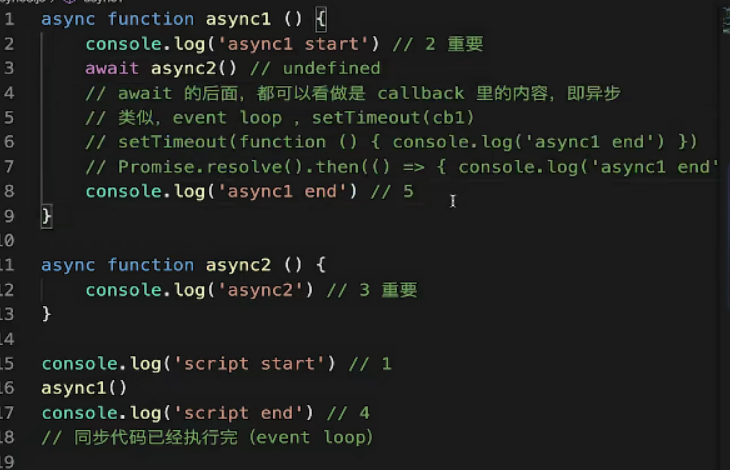 1 async function async1 () {
2 console.log('async1 start') // 2 重要
3 await async2() // undefined
4 // await 的后面，都可以看做是 callback 里的内容，即异步
5 // 类似，event loop ，setTimeout(cb1)
6 // setTimeout(function () { console.log('async1 end') })
7 // Promise.resolve().then(() => { console.log('async1 end'
8 console.log('async1 end') // 5
9 }
10
11 async function async2 () {
12 console.log('async2') // 3 重要
13 }
14
15 console.log('script start') // 1
16 async1()
17 console.log('script end') // 4
18 // 同步代码已经执行完（event loop）
19